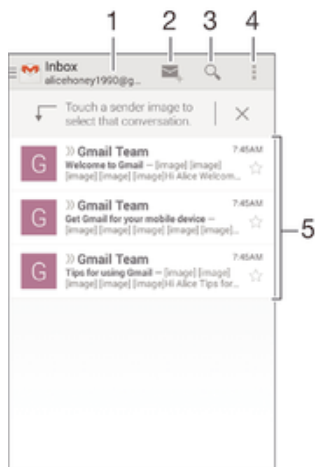 1 2 3 4
Inbox
alicehoney1990@g...
Touch a sender image to
select that conversation.
G
Gmail Team 7:45AM
Welcome to Gmail – [image] [image]
[image] [image] [image]Hi Alice Welcom...
G
Gmail Team 7:45AM
Get Gmail for your mobile device –
[image] [image] [image] [image] [image]...
G
Gmail Team 7:45AM
Tips for using Gmail – [image] [image]
[image] [image] [image]Hi Alice Tips for...
5